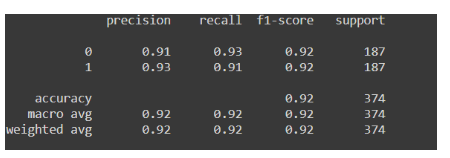 precision recall f1-score support
0 0.91 0.93 0.92 187
1 0.93 0.91 0.92 187
accuracy 0.92 374
macro avg 0.92 0.92 0.92 374
weighted avg 0.92 0.92 0.92 374